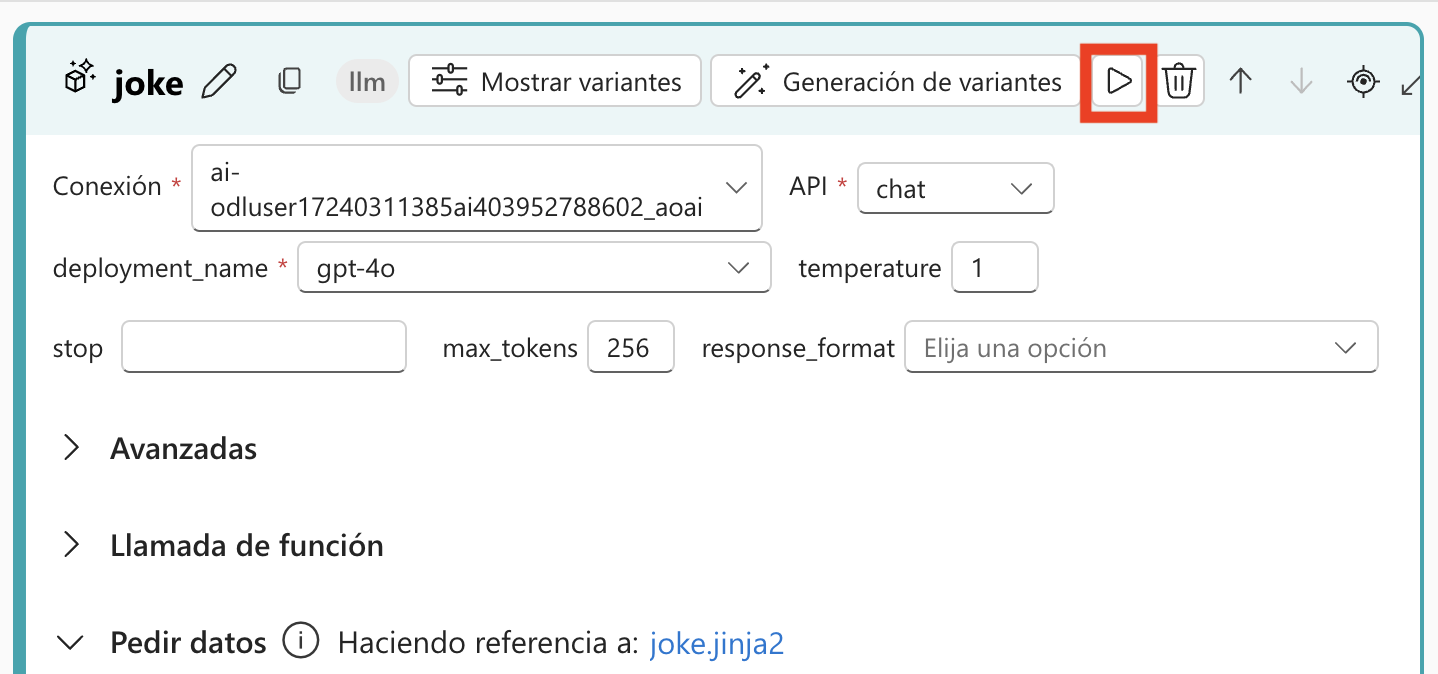 joke llm Mostrar variantes Generación de variantes
Conexión * ai-
odluser17240311385ai403952788602_aoai API * chat
deployment_name * gpt-4o temperature 1
stop max_tokens 256 response_format Elija una opción
Avanzadas
Llamada de función
Pedir datos i Haciendo referencia a: joke.jinja2